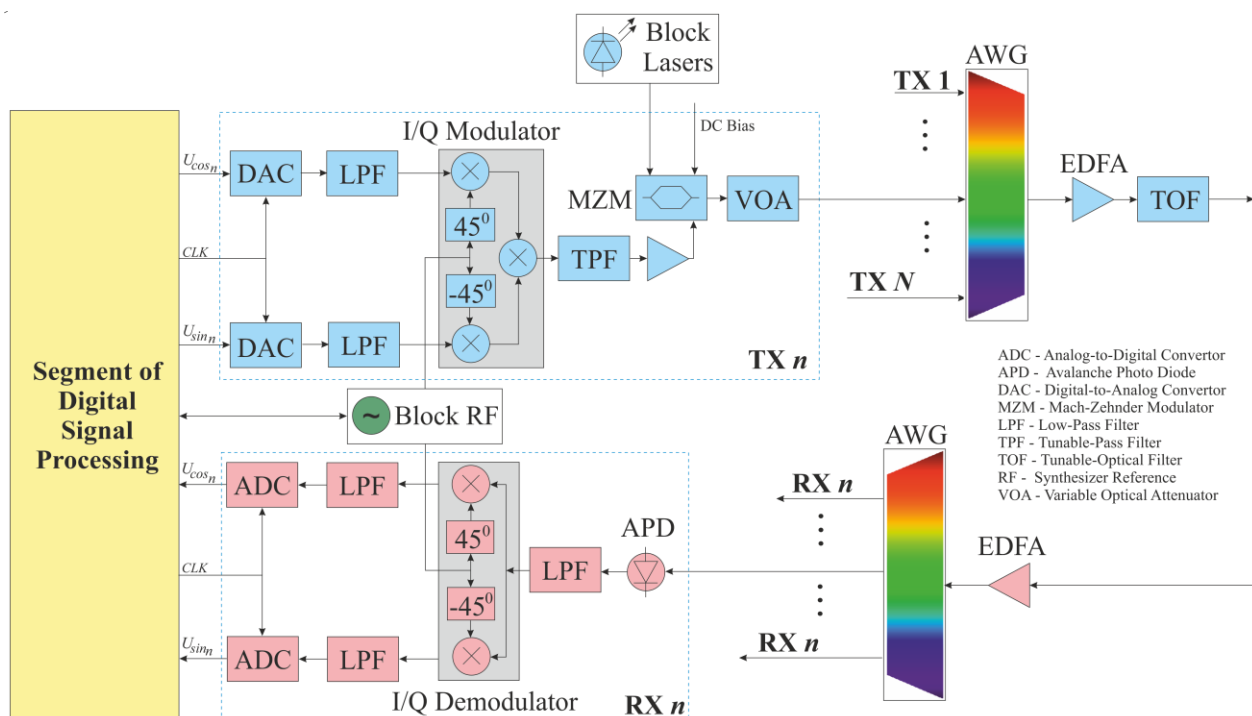 Block
Lasers
AWG
TX 1
I/Q Modulator
DC Bias
EDFA
U_cos_n
DAC
LPF
45⁰
MZM
VOA
TOF
CLK
TPF
-45⁰
TX N
U_sin_n
DAC
LPF
TX n
Segment of
Digital
Signal
Processing
Block RF
ADC - Analog-to-Digital Convertor
APD - Avalanche Photo Diode
DAC - Digital-to-Analog Convertor
MZM - Mach-Zehnder Modulator
LPF - Low-Pass Filter
TPF - Tunable-Pass Filter
TOF - Tunable-Optical Filter
RF - Synthesizer Reference
VOA - Variable Optical Attenuator
AWG
U_cos_n
ADC
LPF
RX n
45⁰
APD
EDFA
CLK
LPF
-45⁰
RX n
U_sin_n
ADC
LPF
I/Q Demodulator
RX n